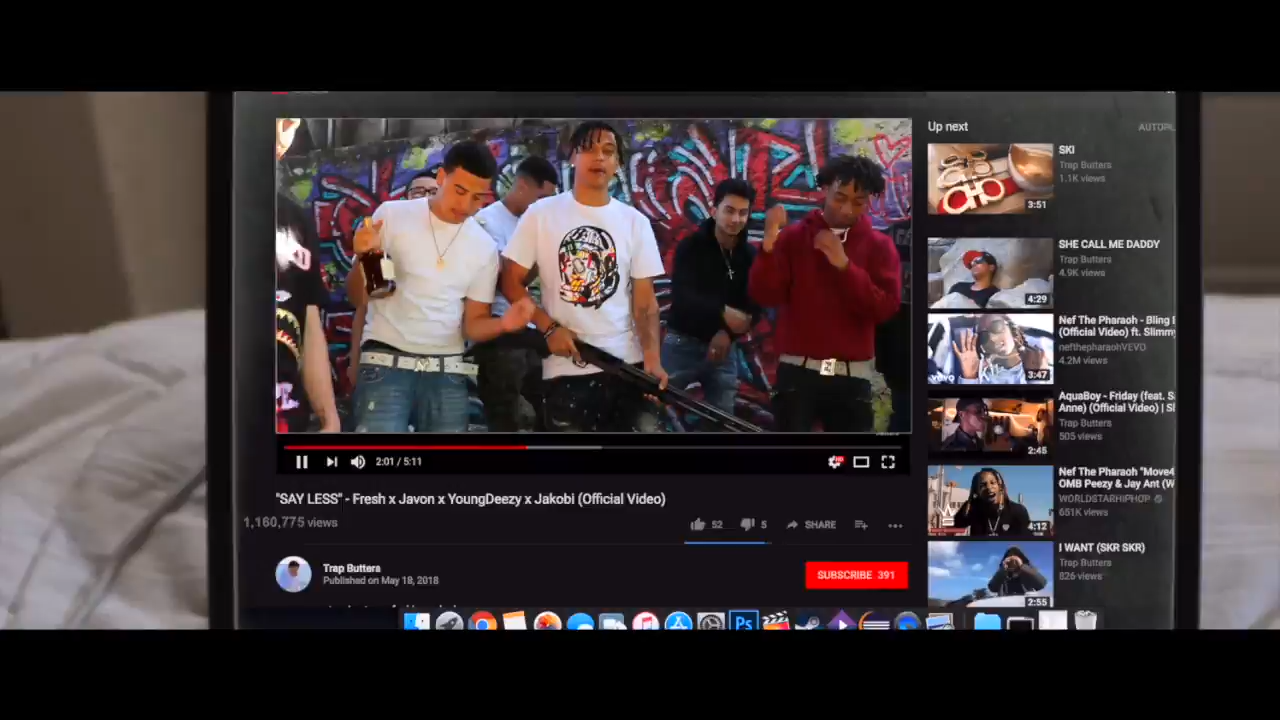 Up next
AUTOPL
SKI
Trap Butters
1.1K views
3:51
SHE CALL ME DADDY
Trap Butters
4.9K views
4:29
Nef The Pharaoh - Bling
(Official Video) ft. Slimmy
nefthepharaohVEVO
4.2M views
vevo
3:47
AquaBoy - Friday (feat. S
Anne) (Official Video) | Sl
Trap Butters
505 views
2:45
Nef The Pharaoh "Move4
OMB Peezy & Jay Ant (W
WORLDSTARHIPHOP
651K views
4:12
I WANT (SKR SKR)
Trap Butters
826 views
2:55
2:01 / 5:11
HD
"SAY LESS" - Fresh x Javon x YoungDeezy x Jakobi (Official Video)
1,160,775 views
52
5
SHARE
Trap Butters
Published on May 18, 2018
SUBSCRIBE 391
Ps